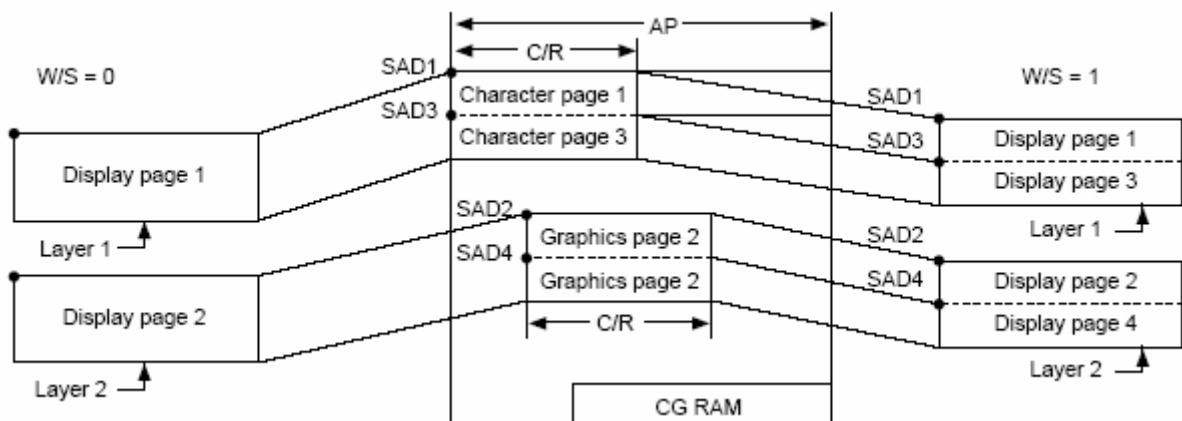 AP
C/R
W/S = 0
SAD1
W/S = 1
Character page 1
SAD1
SAD3
Character page 3
Display page 1
SAD3
Display page 1
Display page 3
Layer 1
SAD2
Graphics page 2
SAD2
Layer 1
SAD4
Graphics page 2
SAD4
Display page 2
Display page 2
C/R
Display page 4
Layer 2
Layer 2
CG RAM